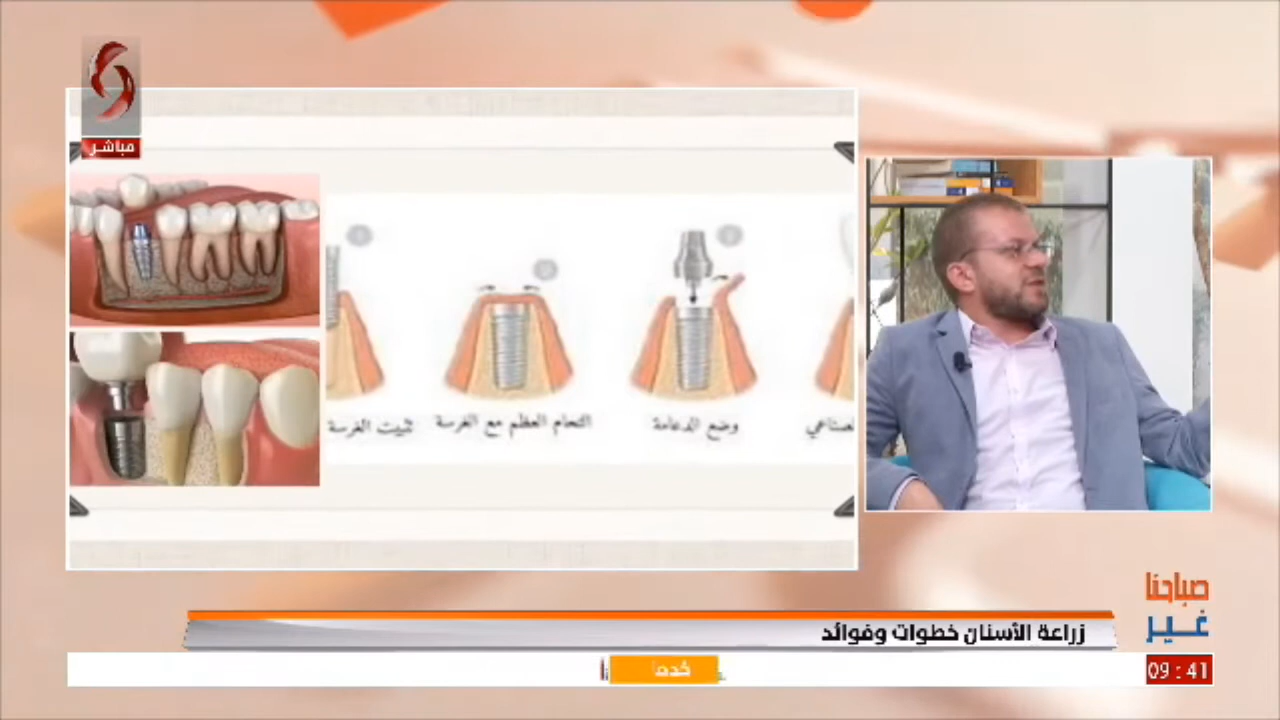 مباشر
تثبيت الغرسة
التحام العظم مع الغرسة
وضع الدعامة
زراعة الأسنان خطوات وفوائد
صباحنا
غير
09:41